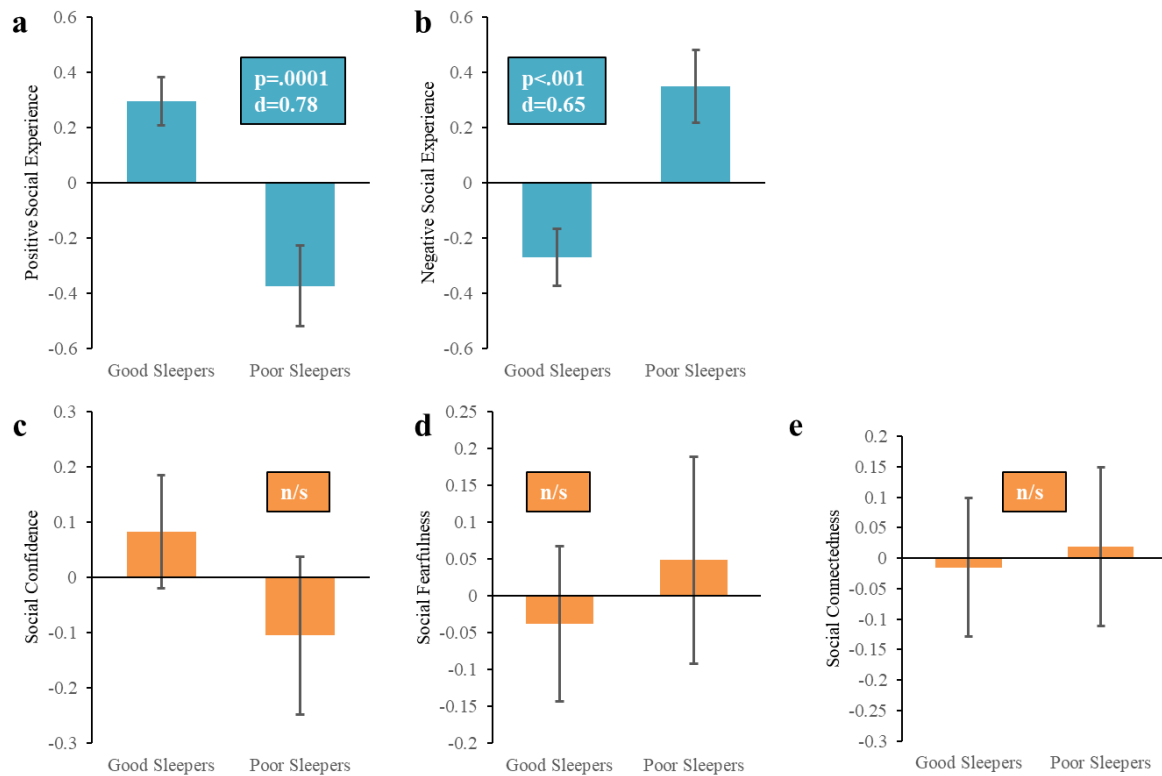 a
0.6
0.4
0.2
0
-0.2
-0.4
-0.6
Positive Social Experience
p=.0001
d=0.78
Good Sleepers
Poor Sleepers
b
0.6
0.4
0.2
0
-0.2
-0.4
-0.6
Negative Social Experience
p<.001
d=0.65
Good Sleepers
Poor Sleepers
c
0.3
0.2
0.1
0
-0.1
-0.2
-0.3
Social Confidence
n/s
Good Sleepers
Poor Sleepers
d
0.25
0.2
0.15
0.1
0.05
0
-0.05
-0.1
-0.15
-0.2
Social Fearfulness
n/s
Good Sleepers
Poor Sleepers
e
0.2
0.15
0.1
0.05
0
-0.05
-0.1
-0.15
-0.2
-0.25
-0.3
Social Connectedness
n/s
Good Sleepers
Poor Sleepers